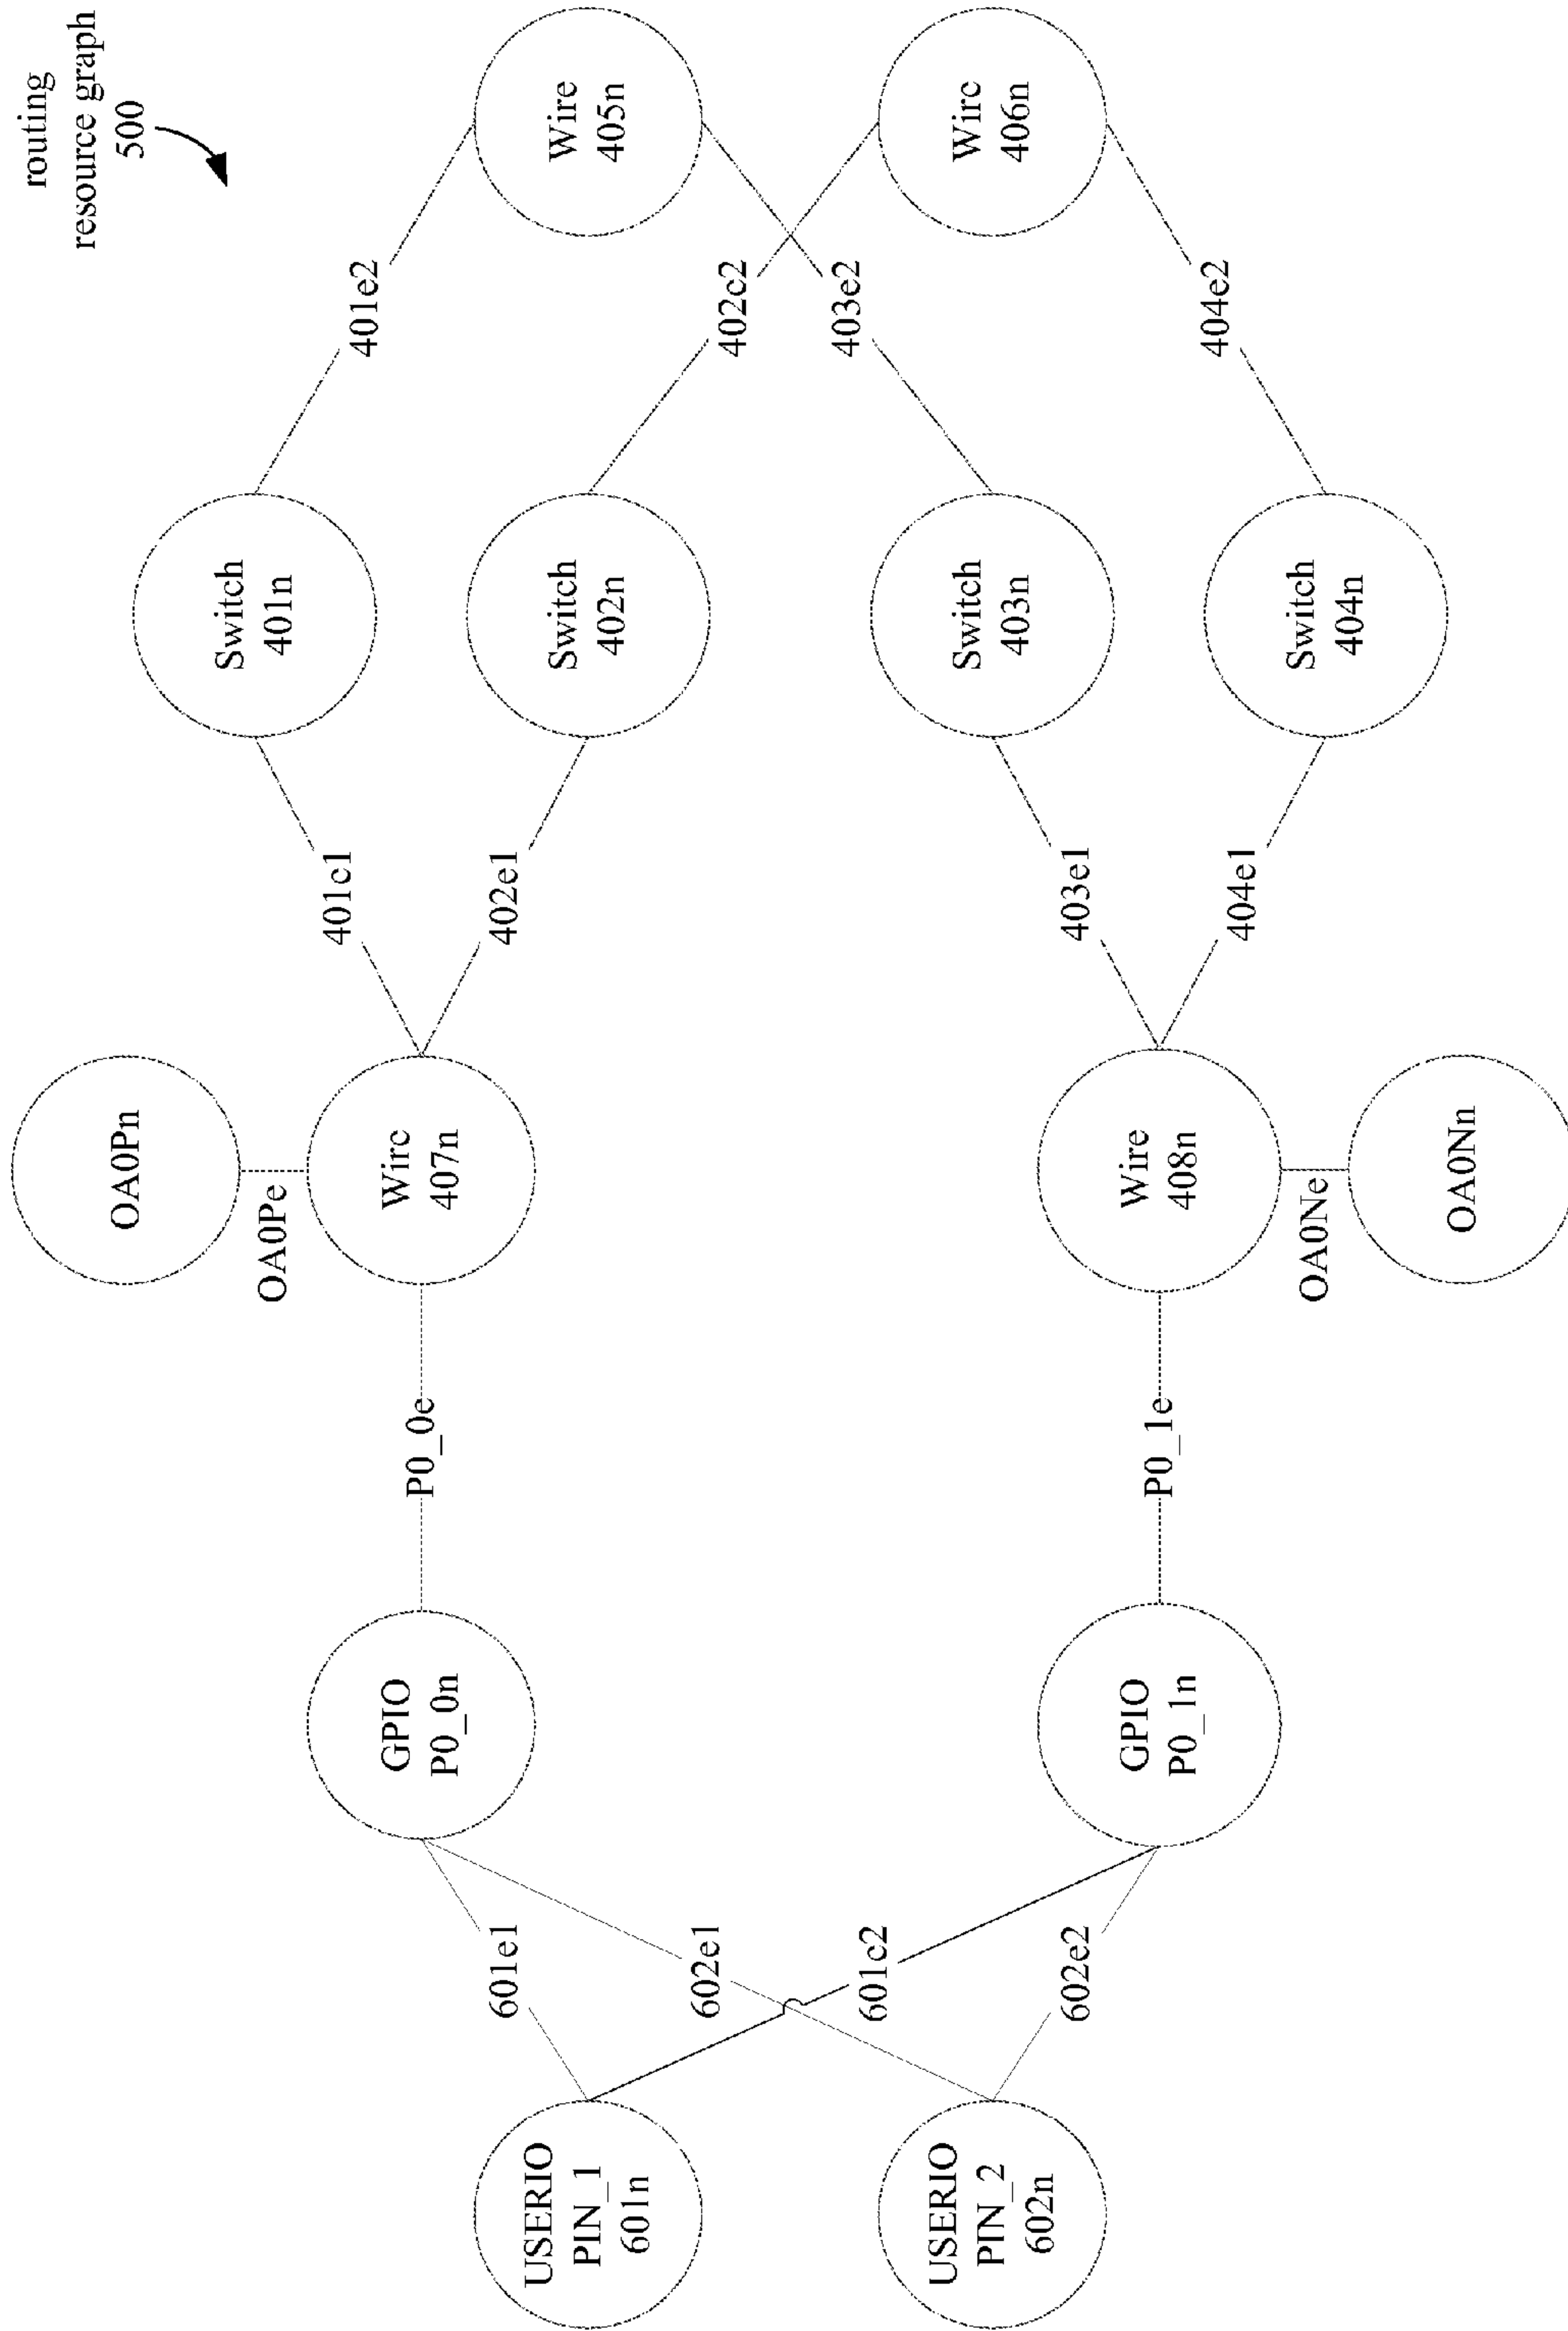 routing
resource graph
500
OA0Pn
Switch
401n
OA0Pe
401c1
401e2
GPIO
P0_0n
P0_0e
Wirc
407n
601e1
402e1
USERIO
PIN_1
601n
Switch
402n
Wire
405n
602e1
402c2
403e2
601c2
USERIO
PIN_2
602n
Switch
403n
Wirc
406n
602e2
403e1
GPIO
P0_1n
P0_1e
Wire
408n
404e1
404e2
Switch
404n
OA0Ne
OA0Nn